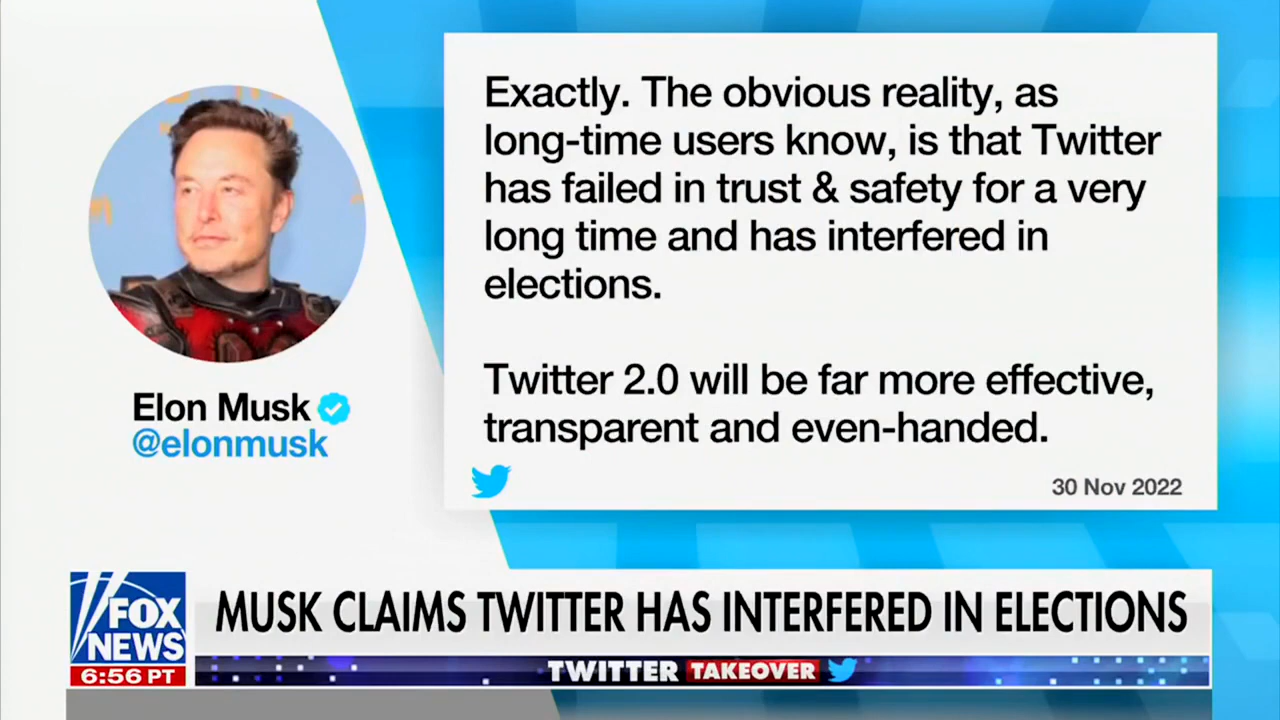 Exactly. The obvious reality, as
long-time users know, is that Twitter
has failed in trust & safety for a very
long time and has interfered in
elections.
Twitter 2.0 will be far more effective,
transparent and even-handed.
30 Nov 2022
Elon Musk
@elonmusk
FOX
NEWS
6:56 PT
MUSK CLAIMS TWITTER HAS INTERFERED IN ELECTIONS
TWITTER TAKEOVER